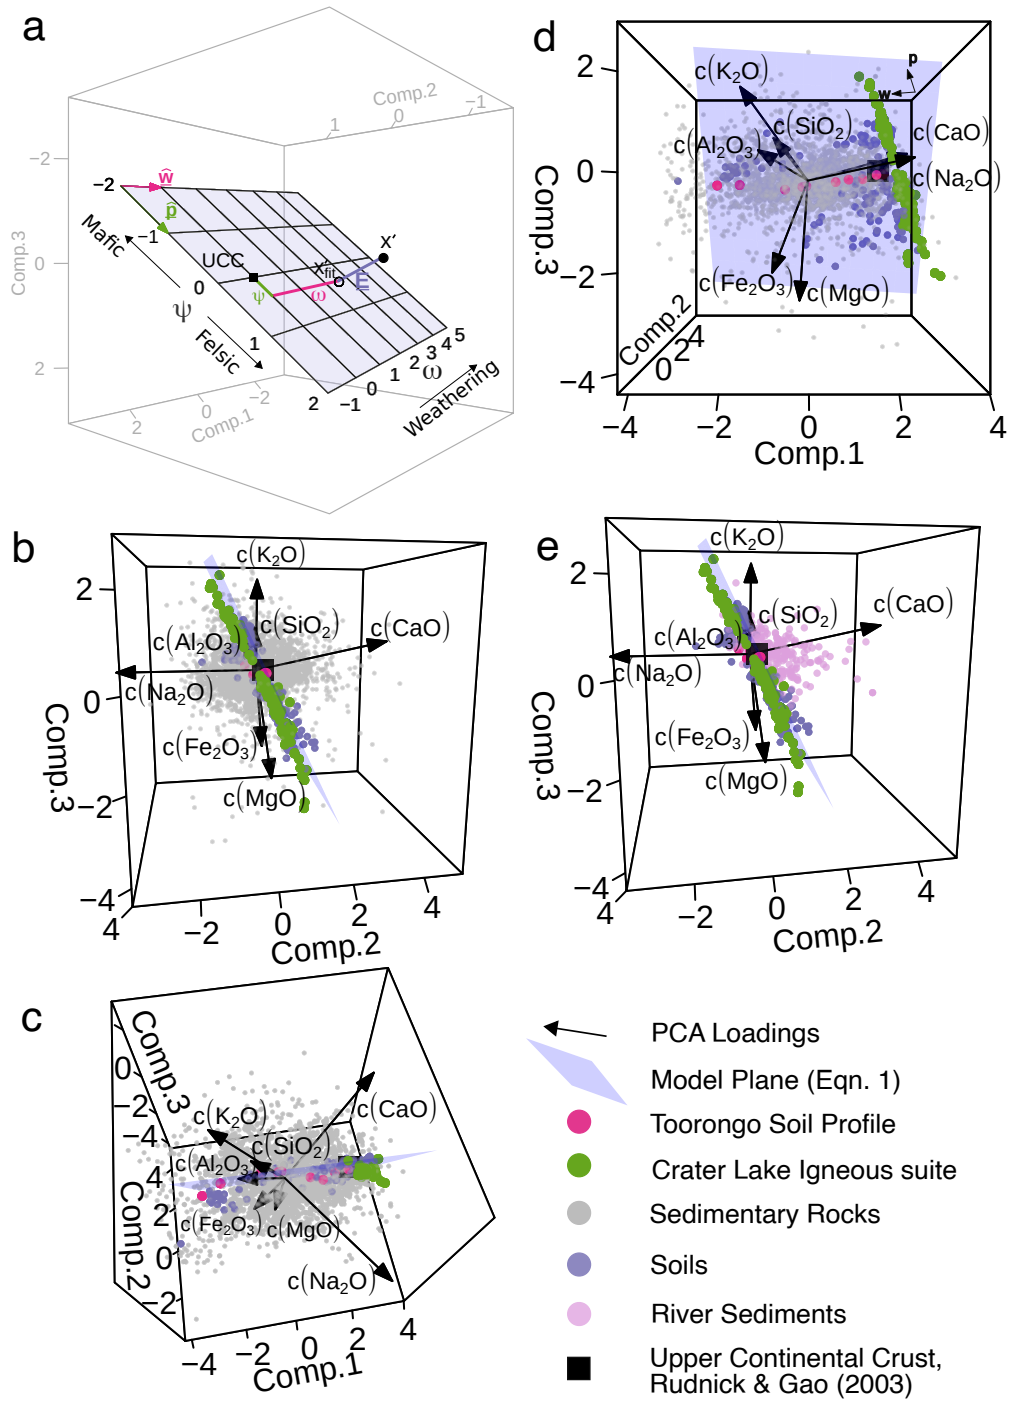 a
Comp.2
1
0
−1
−2
0
2
Comp.3
2
0
−2
Comp.1
−2
−1
0
1
2
ŵ
p̂
Mafic
ψ
Felsic
UCC
ψ
ω
x′fit
E
x′
−1
0
1
2
3
4
5
ω
Weathering
d
2
0
−2
−4
Comp.3
Comp.2
0
2
4
−4
−2
0
2
4
Comp.1
c(K₂O)
c(SiO₂)
c(Al₂O₃)
c(CaO)
c(Na₂O)
c(Fe₂O₃)
c(MgO)
p
w
b
2
0
−2
−4
Comp.3
4
−2
0
2
4
Comp.2
c(K₂O)
c(SiO₂)
c(CaO)
c(Al₂O₃)
c(Na₂O)
c(Fe₂O₃)
c(MgO)
e
2
0
−2
−4
Comp.3
4
−2
0
2
4
Comp.2
c(K₂O)
c(SiO₂)
c(CaO)
c(Al₂O₃)
c(Na₂O)
c(Fe₂O₃)
c(MgO)
c
Comp.3
0
−2
−4
Comp.2
4
2
0
−2
−4
−2
0
2
4
Comp.1
c(K₂O)
c(CaO)
c(SiO₂)
c(Al₂O₃)
c(Fe₂O₃)
c(MgO)
c(Na₂O)
PCA Loadings
Model Plane (Eqn. 1)
Toorongo Soil Profile
Crater Lake Igneous suite
Sedimentary Rocks
Soils
River Sediments
Upper Continental Crust,
Rudnick & Gao (2003)